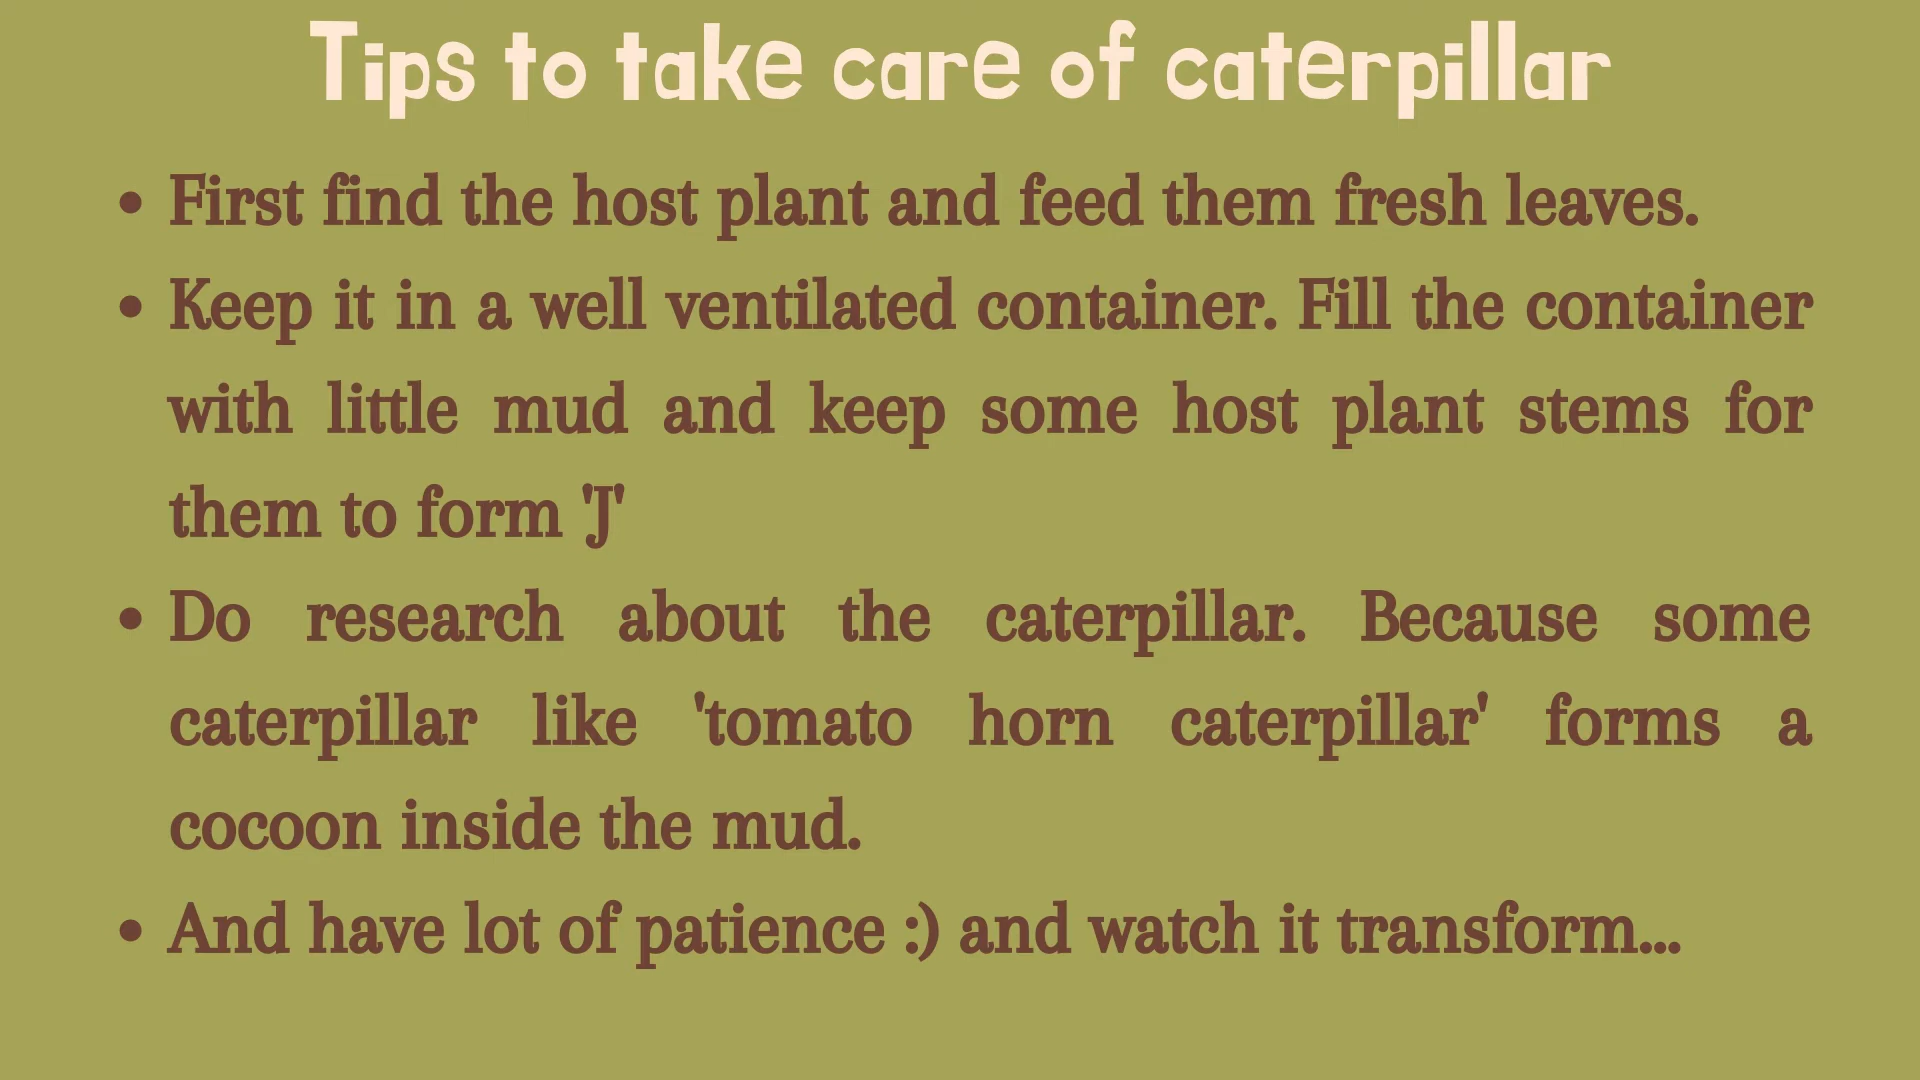 Tips to take care of caterpillar
• First find the host plant and feed them fresh leaves.
• Keep it in a well ventilated container. Fill the container
with little mud and keep some host plant stems for
them to form 'J'
• Do research about the caterpillar. Because some
caterpillar like 'tomato horn caterpillar' forms a
cocoon inside the mud.
• And have lot of patience :) and watch it transform...